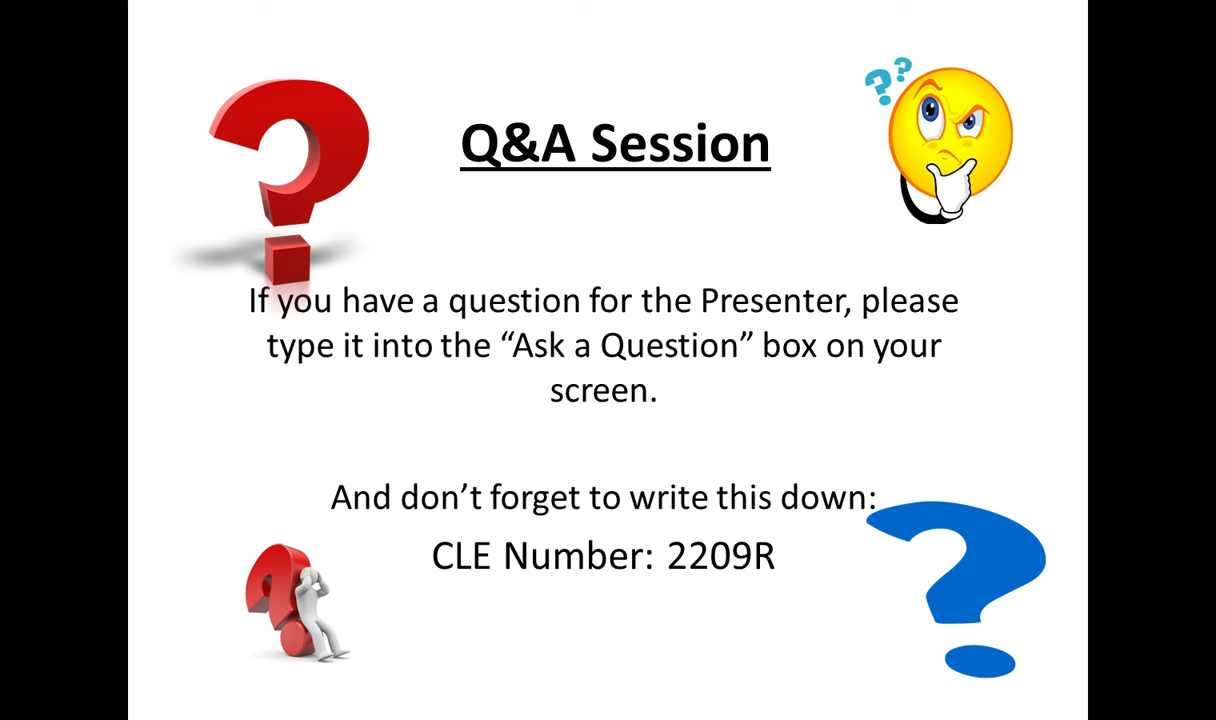 Q&A Session
If you have a question for the Presenter, please
type it into the “Ask a Question” box on your
screen.
And don’t forget to write this down:
CLE Number: 2209R